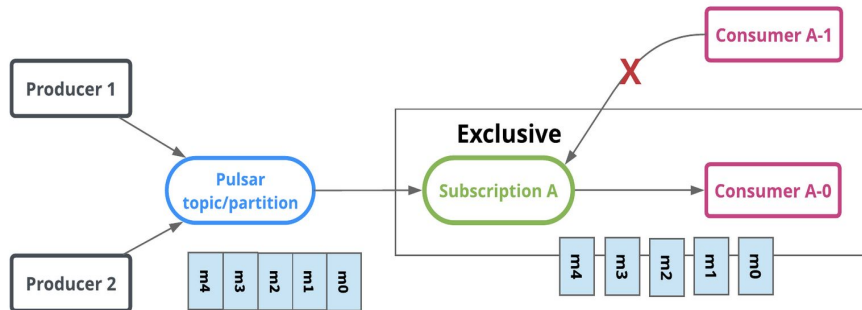 Consumer A-1
X
Producer 1
Exclusive
Pulsar
topic/partition
Subscription A
Consumer A-0
Producer 2
m4 m3 m2 m1 m0
m4 m3 m2 m1 m0